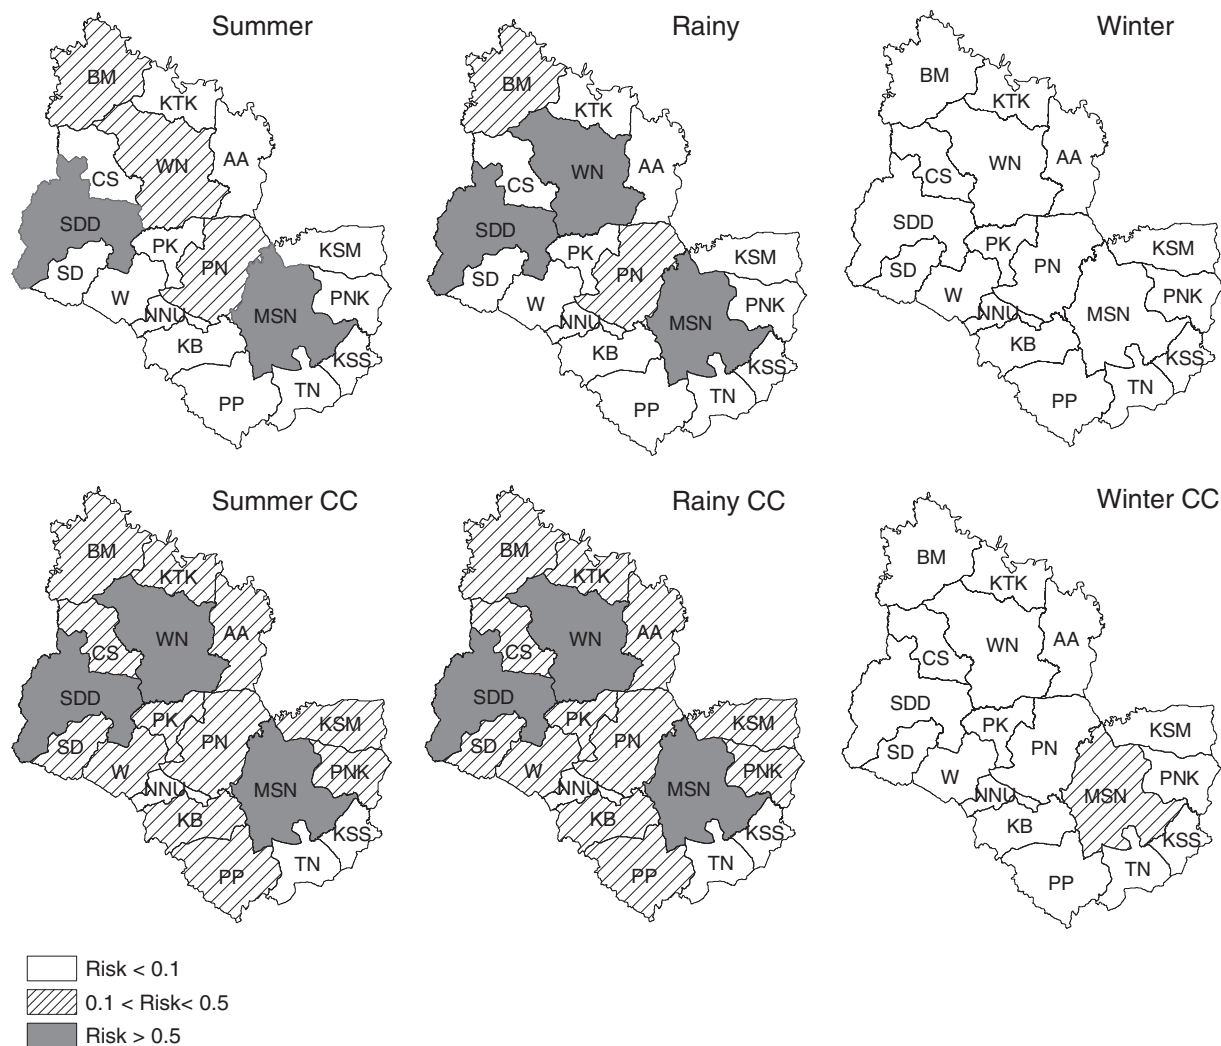 Summer
BM
KTK
WN
AA
CS
SDD
PK
KSM
SD
PN
W
PNK
NNU
MSN
KB
KSS
TN
PP
Rainy
BM
KTK
WN
AA
CS
SDD
PK
KSM
SD
PN
W
PNK
NNU
MSN
KB
KSS
TN
PP
Winter
BM
KTK
WN
AA
CS
SDD
PK
KSM
SD
PN
W
PNK
NNU
MSN
KB
KSS
TN
PP
Summer CC
BM
KTK
WN
AA
CS
SDD
PK
KSM
SD
PN
W
PNK
NNU
MSN
KB
KSS
TN
PP
Rainy CC
BM
KTK
WN
AA
CS
SDD
PK
KSM
SD
PN
W
PNK
NNU
MSN
KB
KSS
TN
PP
Winter CC
BM
KTK
WN
AA
CS
SDD
PK
KSM
SD
PN
W
PNK
NNU
MSN
KB
KSS
TN
PP
Risk < 0.1
0.1 < Risk< 0.5
Risk > 0.5